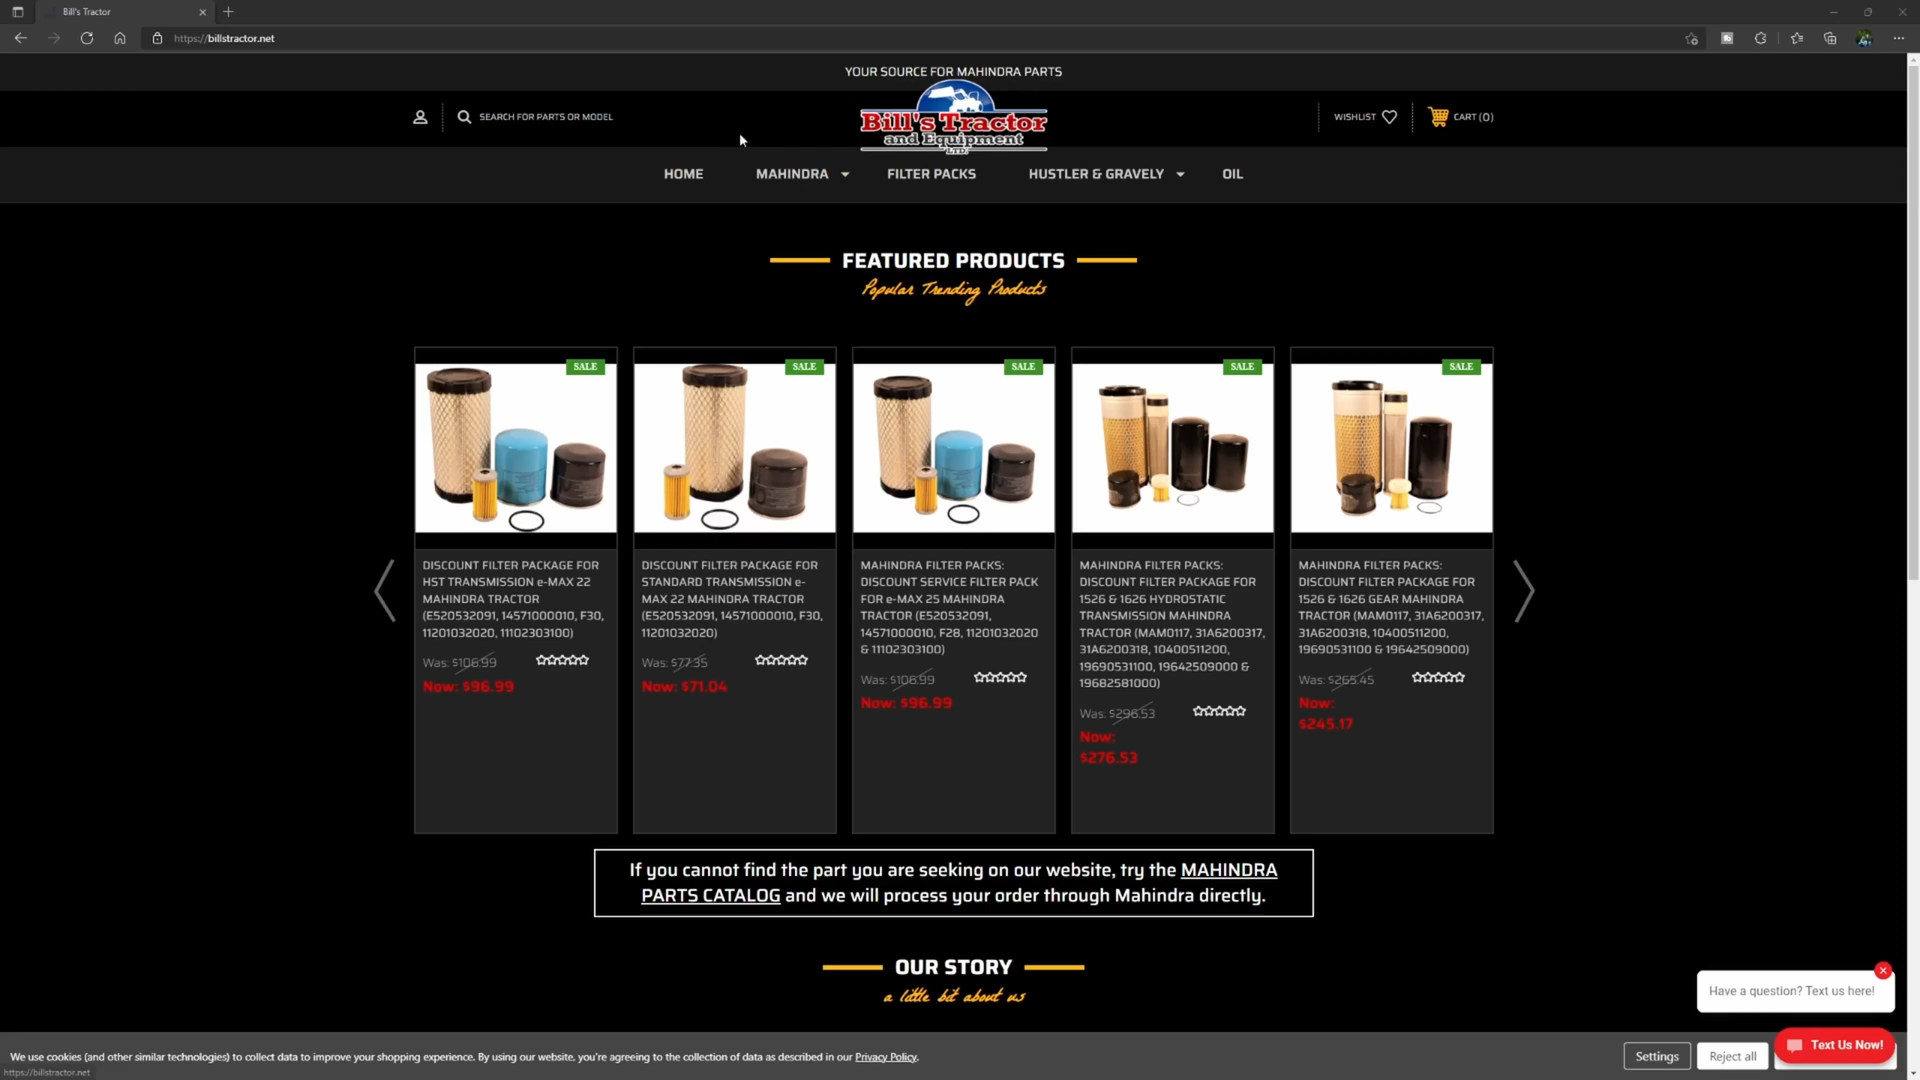 Bill's Tractor
https://billstractor.net
YOUR SOURCE FOR MAHINDRA PARTS
SEARCH FOR PARTS OR MODEL
Bill's Tractor
and Equipment
LTD.
WISHLIST
CART (0)
HOME
MAHINDRA
FILTER PACKS
HUSTLER & GRAVELY
OIL
FEATURED PRODUCTS
Popular Trending Products
SALE
DISCOUNT FILTER PACKAGE FOR
HST TRANSMISSION e-MAX 22
MAHINDRA TRACTOR
(E520532091, 14571000010, F30,
11201032020, 11102303100)
Was: $106.99
Now: $96.99
SALE
DISCOUNT FILTER PACKAGE FOR
STANDARD TRANSMISSION e-
MAX 22 MAHINDRA TRACTOR
(E520532091, 14571000010, F30,
11201032020)
Was: $77.35
Now: $71.04
SALE
MAHINDRA FILTER PACKS:
DISCOUNT SERVICE FILTER PACK
FOR e-MAX 25 MAHINDRA
TRACTOR (E520532091,
14571000010, F28, 11201032020
& 11102303100)
Was: $106.99
Now: $96.99
SALE
MAHINDRA FILTER PACKS:
DISCOUNT FILTER PACKAGE FOR
1526 & 1626 HYDROSTATIC
TRANSMISSION MAHINDRA
TRACTOR (MAM0117, 31A6200317,
31A6200318, 10400511200,
19690531100, 19642509000 &
19682581000)
Was: $296.53
Now:
$276.53
SALE
MAHINDRA FILTER PACKS:
DISCOUNT FILTER PACKAGE FOR
1526 & 1626 GEAR MAHINDRA
TRACTOR (MAM0117, 31A6200317,
31A6200318, 10400511200,
19690531100 & 19642509000)
Was: $265.45
Now:
$245.17
If you cannot find the part you are seeking on our website, try the MAHINDRA
PARTS CATALOG and we will process your order through Mahindra directly.
OUR STORY
a little bit about us
Have a question? Text us here!
Text Us Now!
We use cookies (and other similar technologies) to collect data to improve your shopping experience. By using our website, you're agreeing to the collection of data as described in our Privacy Policy.
Settings
Reject all
https://billstractor.net